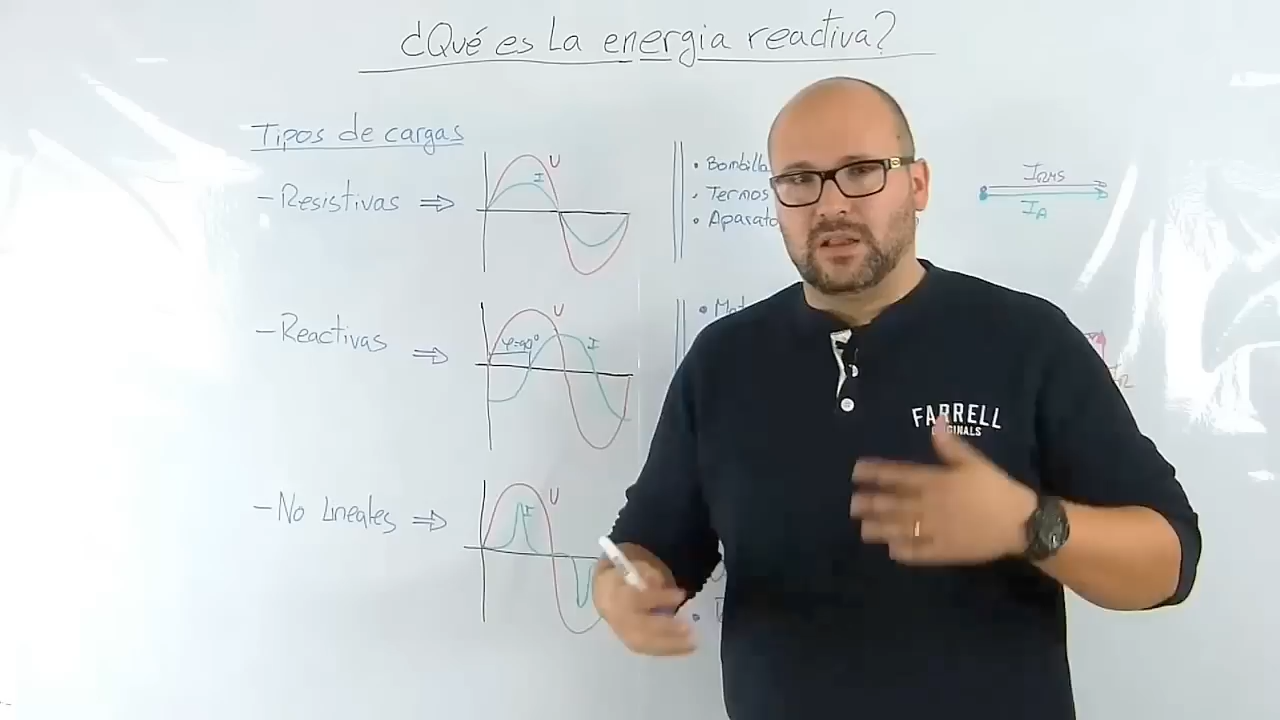 ¿Qué es La energia reactiva?
Tipos de cargas
- Resistivas ⇒
U
I
• Bombilla
• Termos
• Aparato
IRMS
IA
- Reactivas ⇒
U
φ=90°
I
- No Lineales ⇒
U
I
FARRELL
ORIGINALS